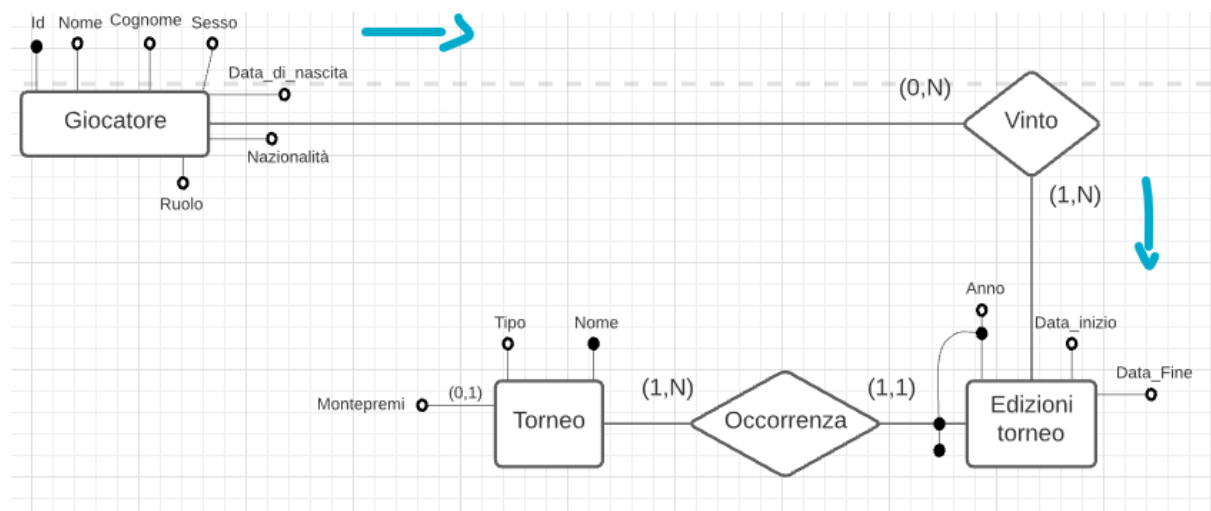 Id Nome Cognome Sesso
Data_di_nascita
(0,N)
Giocatore
Vinto
Nazionalità
(1,N)
Ruolo
Anno
Tipo Nome Data_inizio
Data_Fine
Montepremi (0,1) (1,N) (1,1)
Torneo Occorrenza Edizioni
torneo